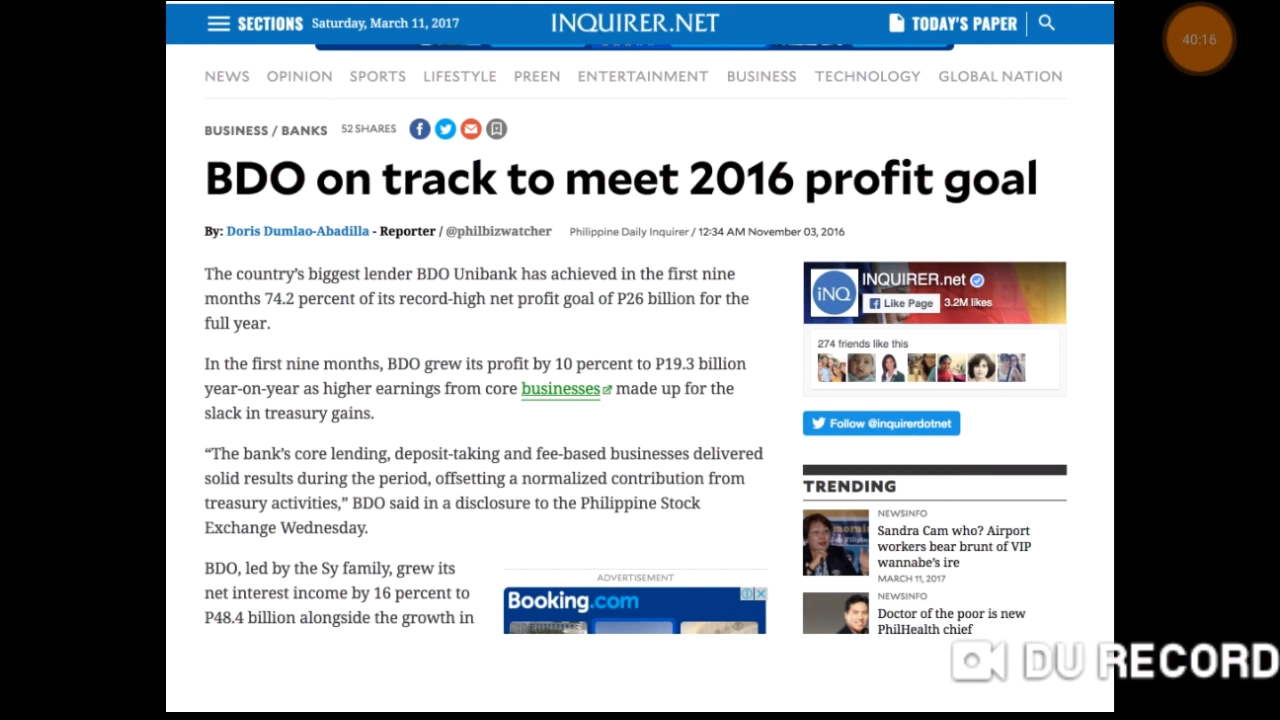 SECTIONS Saturday, March 11, 2017 INQUIRER.NET TODAY'S PAPER
40:16
NEWS OPINION SPORTS LIFESTYLE PREEN ENTERTAINMENT BUSINESS TECHNOLOGY GLOBAL NATION
BUSINESS / BANKS 52 SHARES
BDO on track to meet 2016 profit goal
By: Doris Dumlao-Abadilla - Reporter / @philbizwatcher Philippine Daily Inquirer / 12:34 AM November 03, 2016
The country's biggest lender BDO Unibank has achieved in the first nine
months 74.2 percent of its record-high net profit goal of P26 billion for the
full year.
In the first nine months, BDO grew its profit by 10 percent to P19.3 billion
year-on-year as higher earnings from core businesses made up for the
slack in treasury gains.
“The bank's core lending, deposit-taking and fee-based businesses delivered
solid results during the period, offsetting a normalized contribution from
treasury activities,” BDO said in a disclosure to the Philippine Stock
Exchange Wednesday.
BDO, led by the Sy family, grew its
net interest income by 16 percent to
P48.4 billion alongside the growth in
ADVERTISEMENT
Booking.com
iNQ
INQUIRER.net
Like Page 3.2M likes
274 friends like this
Follow @inquirerdotnet
TRENDING
NEWSINFO
Sandra Cam who? Airport
workers bear brunt of VIP
wannabe's ire
MARCH 11, 2017
NEWSINFO
Doctor of the poor is new
PhilHealth chief
DU RECORD